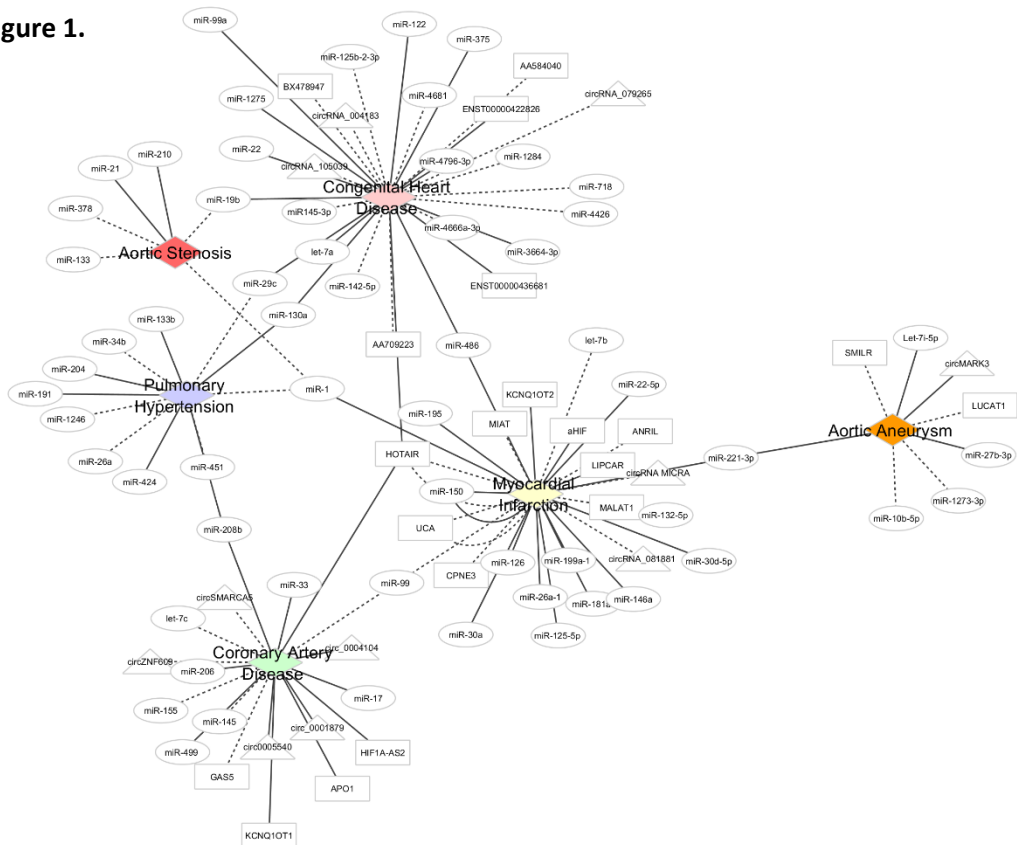 gure 1.
miR-99a
miR-122
miR-375
miR-125b-2-3p
AA584040
BX478947
miR-4681
circRNA_079265
miR-1275
ENST00000422826
circRNA_004183
miR-210
miR-22
miR-4796-3p
miR-1284
miR-21
circRNA_105039
Congenital Heart
Disease
miR-718
miR-19b
miR-378
miR145-3p
miR-4426
miR-4666a-3p
Aortic Stenosis
let-7a
miR-3664-3p
miR-133
miR-29c
miR-142-5p
ENST00000436681
miR-130a
miR-133b
miR-34b
AA709223
miR-486
let-7b
Let-7i-5p
SMILR
circMARK3
miR-204
miR-191
Pulmonary
Hypertension
miR-1
KCNQ1OT2
miR-22-5p
LUCAT1
miR-1246
miR-195
MIAT
aHIF
ANRIL
Aortic Aneurysm
miR-26a
miR-451
HOTAIR
LIPCAR
circRNA MICRA
miR-221-3p
miR-27b-3p
miR-424
Myocardial
Infarction
miR-150
MALAT1
miR-132-5p
miR-1273-3p
miR-10b-5p
miR-208b
UCA
miR-126
miR-199a-1
circRNA_081881
miR-30d-5p
CPNE3
miR-99
miR-33
circSMARCA5
miR-26a-1
miR-181a
miR-146a
let-7c
miR-30a
miR-125-5p
Coronary Artery
Disease
circ_0004104
circZNF609
miR-206
miR-17
miR-155
miR-145
circ_0001879
miR-499
circ0005540
HIF1A-AS2
GAS5
APO1
KCNQ1OT1